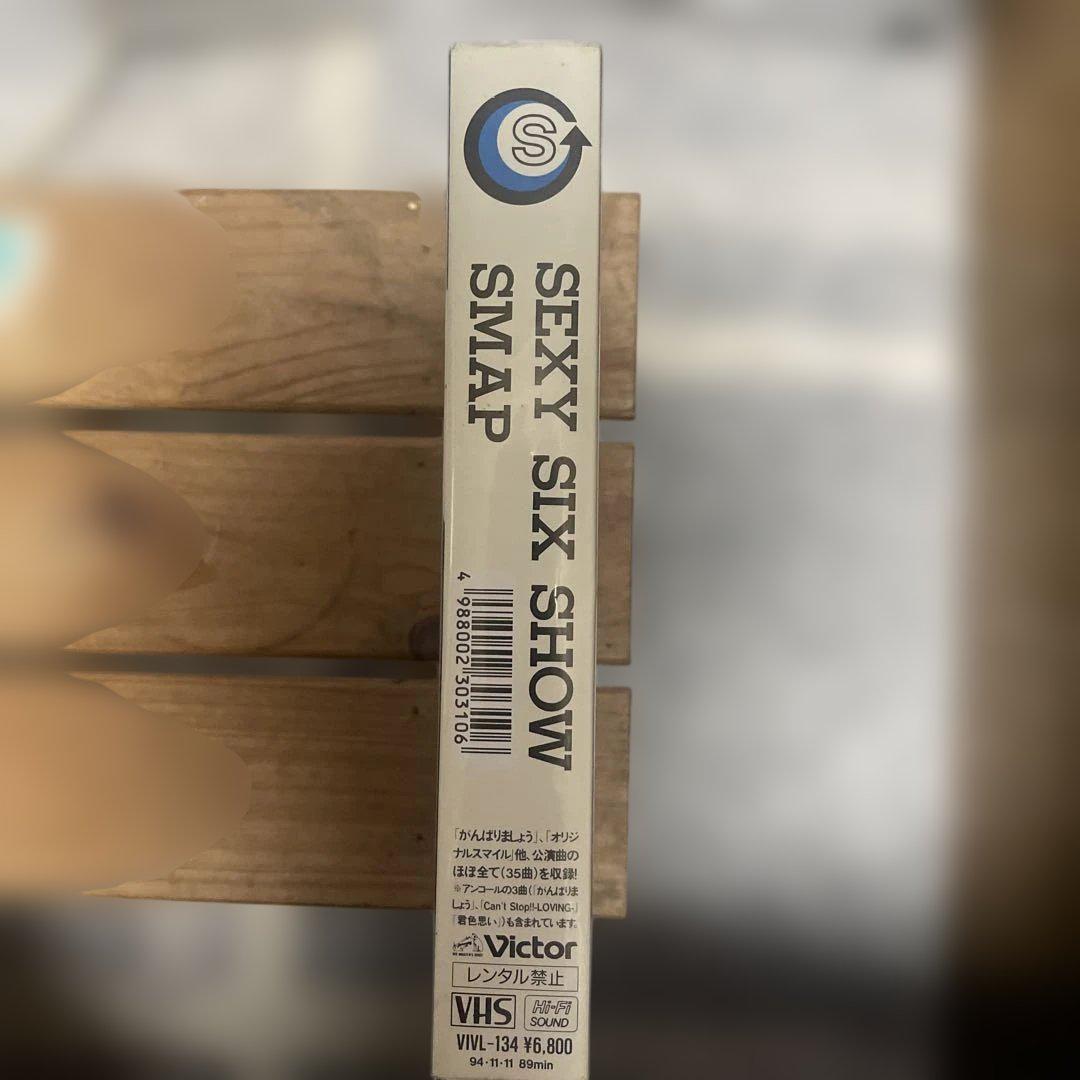 S
SEXY SIX SHOW
SMAP
4 988002 303106
「がんばりましょう」、「オリジ
ナルスマイル」他、公演曲の
ほぼ全て(35曲)を収録!
※アンコールの3曲(「がんばりま
しょう」、「Can't Stop!!-LOVING-」
「君色思い」)も含まれています。
HIS MASTER'S VOICE
Victor
レンタル禁止
VHS
Hi-Fi
SOUND
VIVL-134 ¥6,800
94・11・11 89min